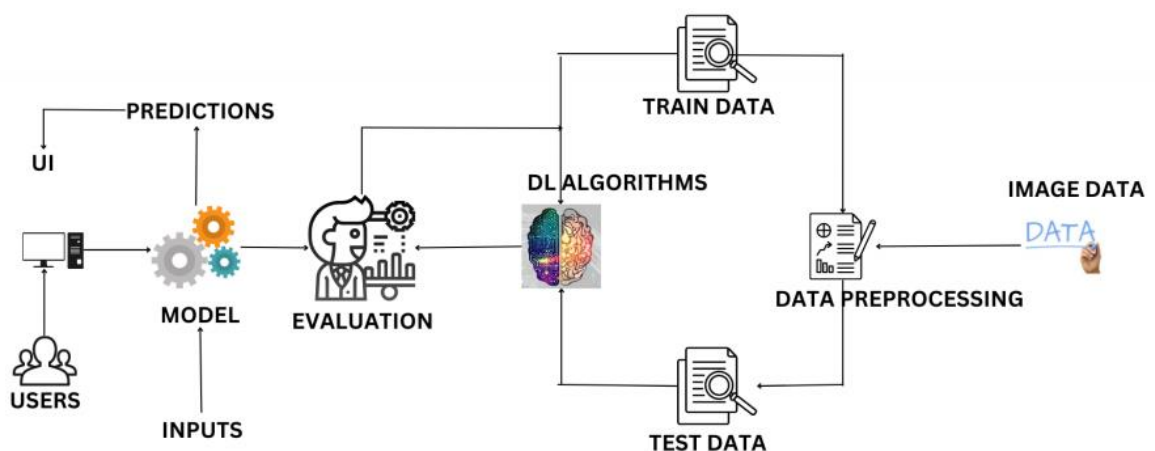 TRAIN DATA
PREDICTIONS
UI
DL ALGORITHMS
IMAGE DATA
DATA
DATA PREPROCESSING
MODEL
EVALUATION
USERS
INPUTS
TEST DATA